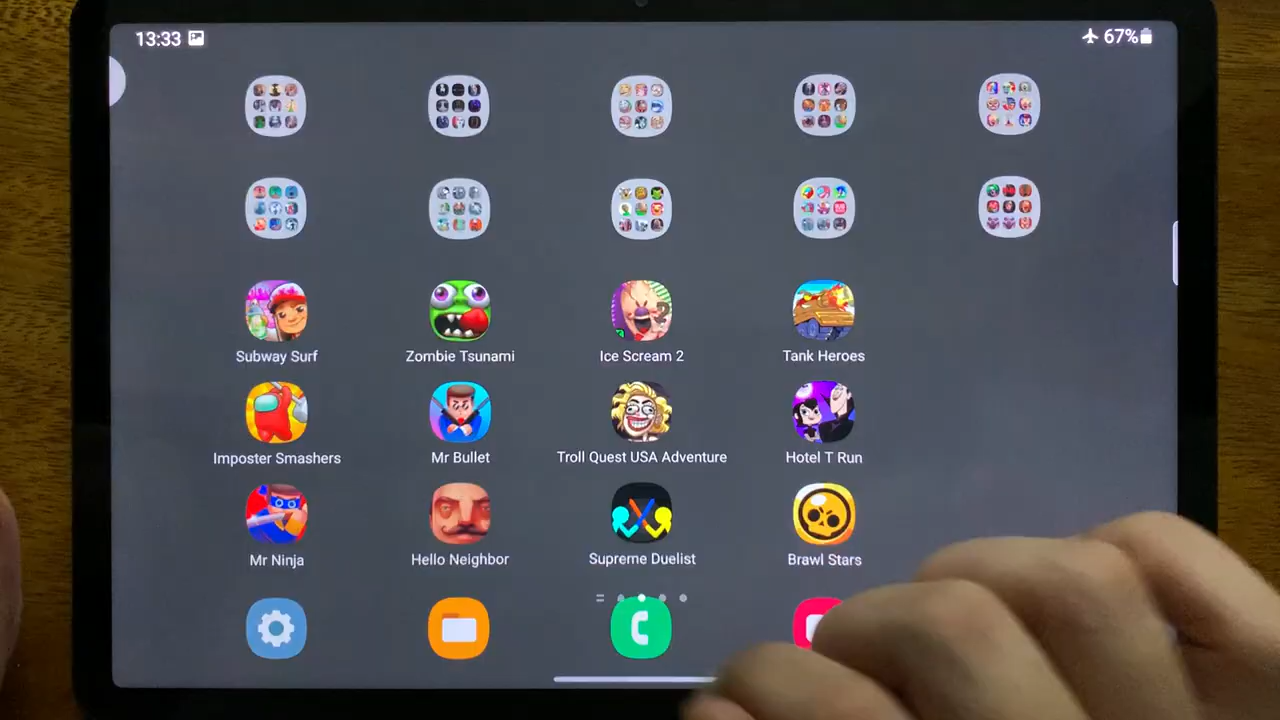 13:33
67%
Subway Surf
Zombie Tsunami
Ice Scream 2
Tank Heroes
Imposter Smashers
Mr Bullet
Troll Quest USA Adventure
Hotel T Run
Mr Ninja
Hello Neighbor
Supreme Duelist
Brawl Stars